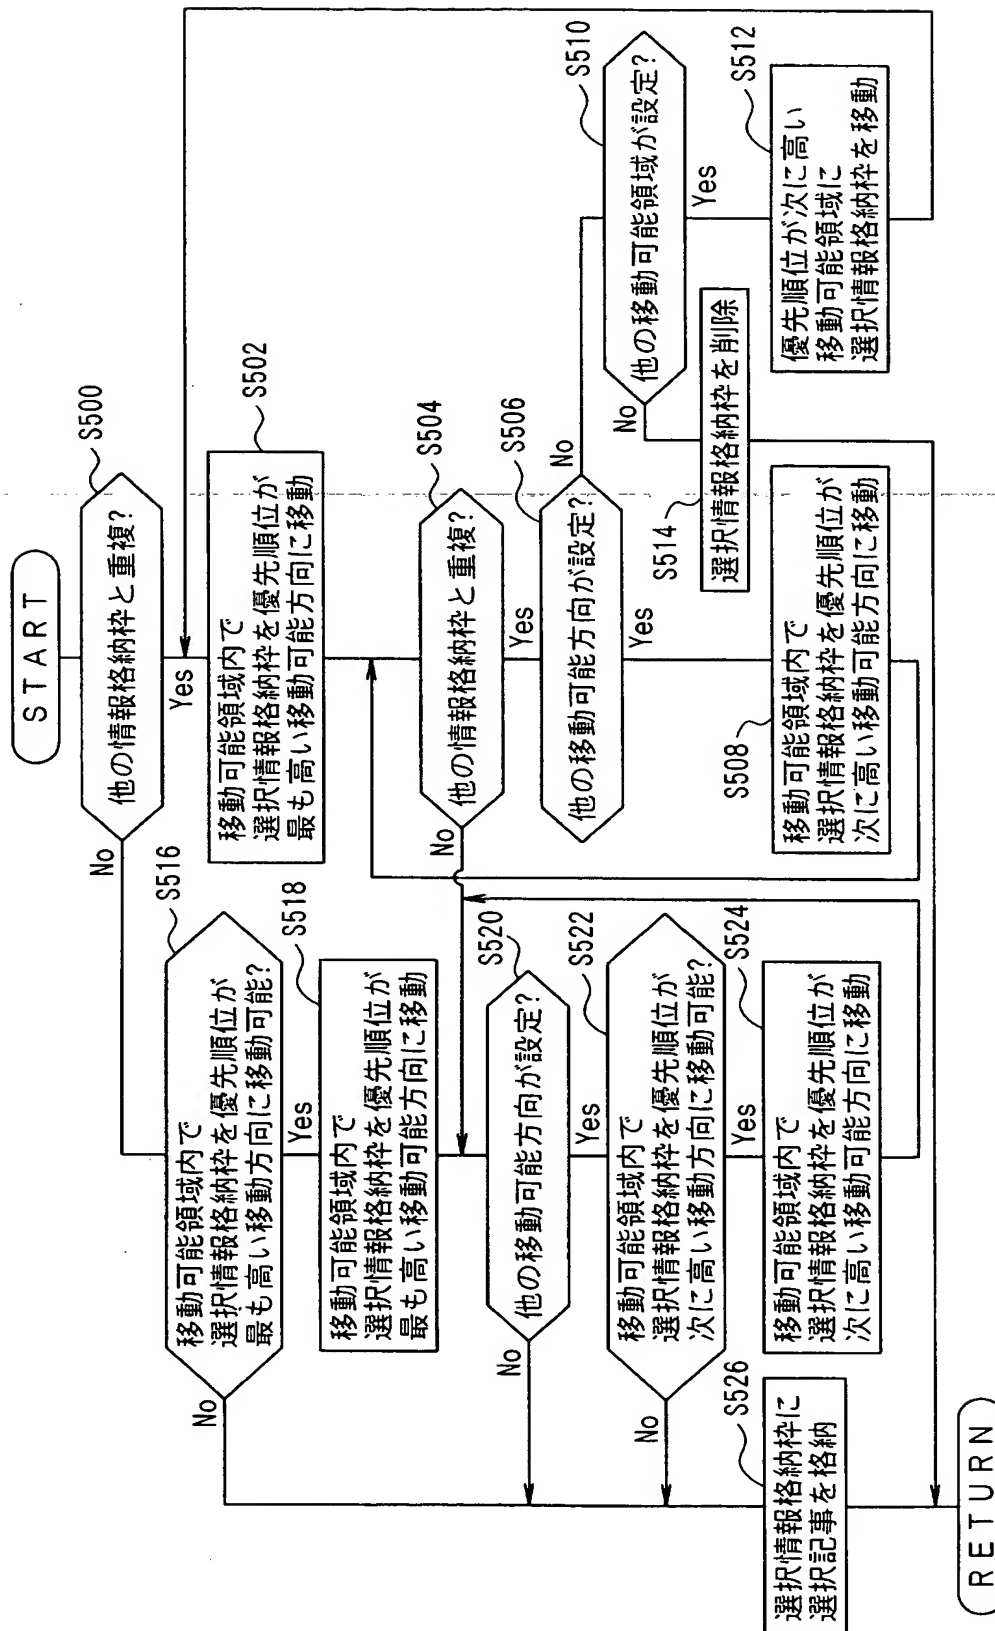 START
S500
他の情報格納枠と重複?
No
Yes
S502
移動可能領域内で
選択情報格納枠を優先順位が
最も高い移動可能方向に移動
S504
他の情報格納枠と重複?
No
Yes
S506
他の移動可能方向が設定?
No
Yes
S508
移動可能領域内で
選択情報格納枠を優先順位が
次に高い移動可能方向に移動
S510
他の移動可能領域が設定?
No
Yes
S512
優先順位が次に高い
移動可能領域に
選択情報格納枠を移動
S514
選択情報格納枠を削除
S516
移動可能領域内で
選択情報格納枠を優先順位が
最も高い移動方向に移動可能?
No
Yes
S518
移動可能領域内で
選択情報格納枠を優先順位が
最も高い移動可能方向に移動
S520
他の移動可能方向が設定?
No
Yes
S522
移動可能領域内で
選択情報格納枠を優先順位が
次に高い移動方向に移動可能?
No
Yes
S524
移動可能領域内で
選択情報格納枠を優先順位が
次に高い移動可能方向に移動
S526
選択情報格納枠に
選択記事を格納
RETURN